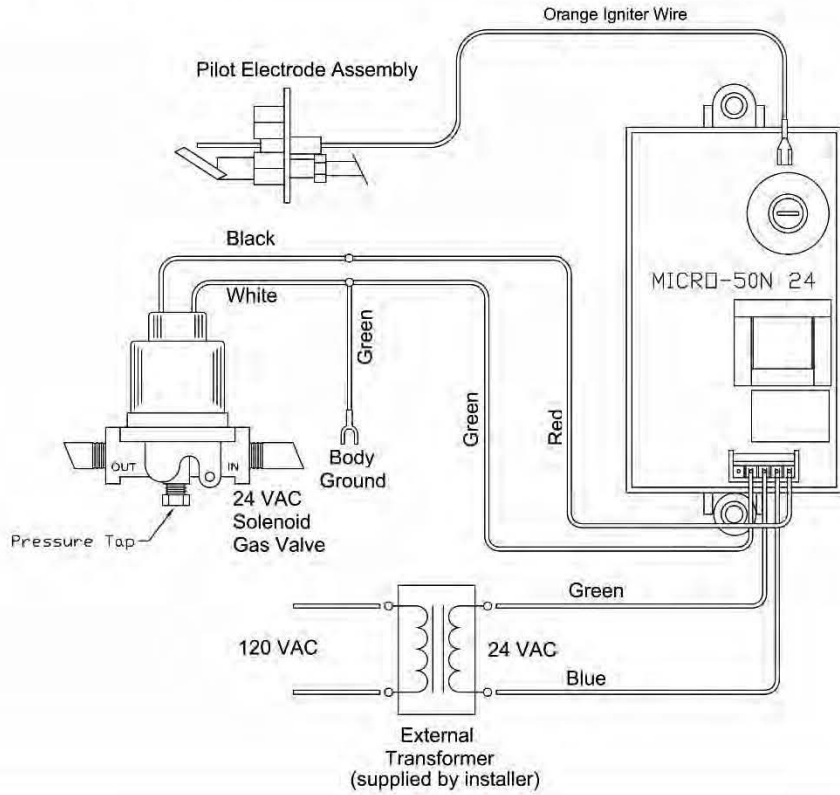 Orange Igniter Wire
Pilot Electrode Assembly
Black
White
MICRO-50N 24
Green
Green
Red
OUT
IN
Body
Ground
24 VAC
Solenoid
Gas Valve
Pressure Tap
Green
120 VAC
24 VAC
Blue
External
Transformer
(supplied by installer)